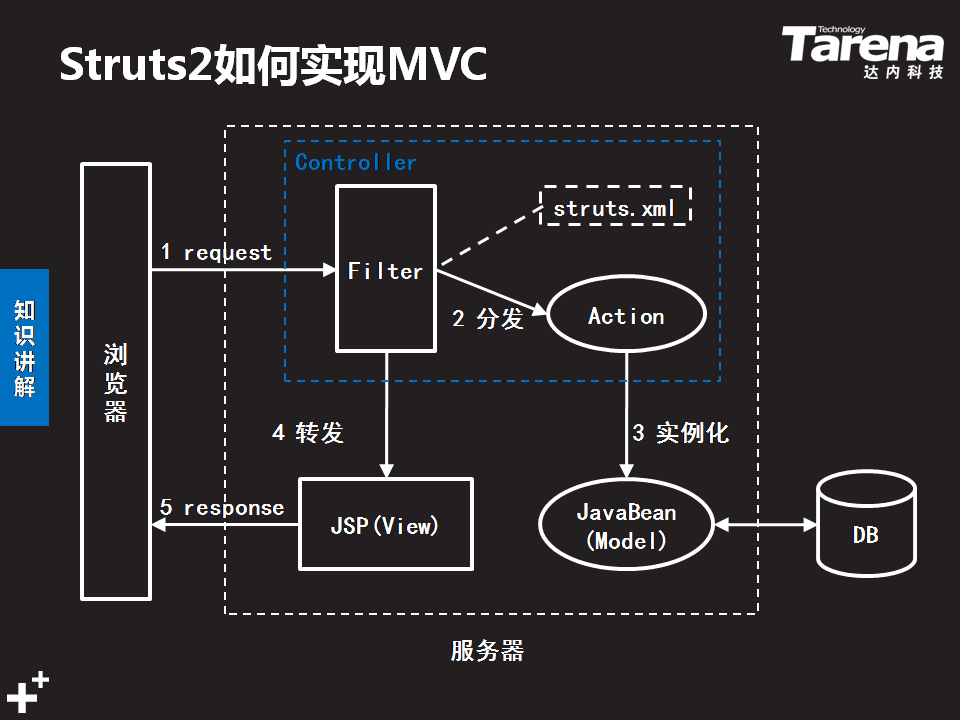 Struts2如何实现MVC
Technology
Tarena
达内科技
Controller
struts.xml
1 request
Filter
2 分发
Action
知识讲解
浏览器
4 转发
3 实例化
5 response
JSP(View)
JavaBean
(Model)
DB
服务器